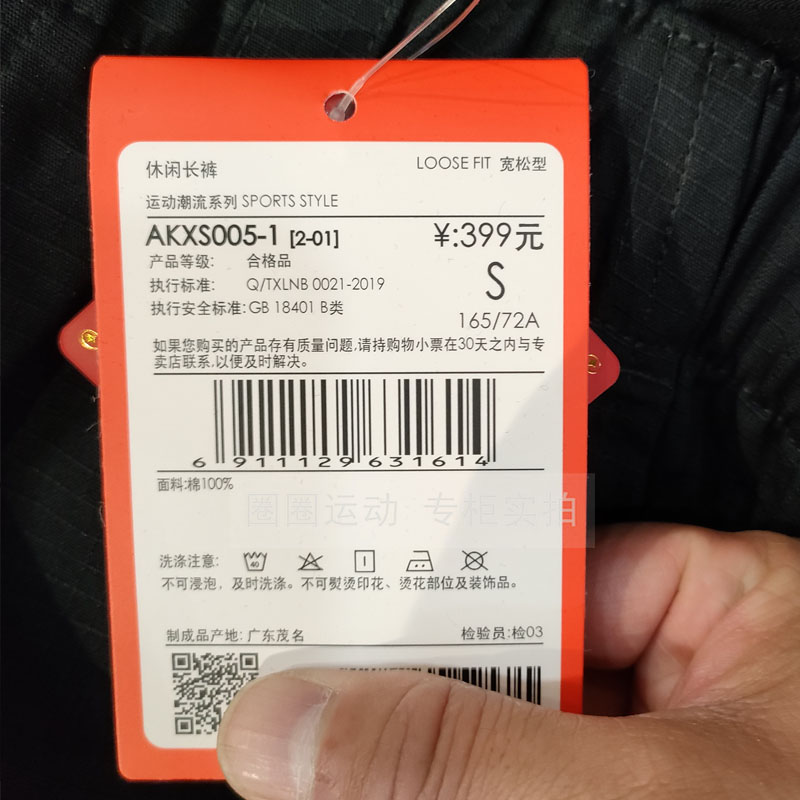 休闲长裤
LOOSE FIT 宽松型
运动潮流系列 SPORTS STYLE
AKXS005-1 [2-01]
¥:399元
产品等级: 合格品
执行标准: Q/TXLNB 0021-2019
执行安全标准:GB 18401 B类
S
165/72A
如果您购买的产品存有质量问题,请持购物小票在30天之内与专
卖店联系,以便及时解决。
6 911129 631614
面料:棉100%
圈圈运动 专柜实拍
洗涤注意:
40
不可浸泡，及时洗涤。不可熨烫印花、烫花部位及装饰品。
制成品产地: 广东茂名
检验员:检03